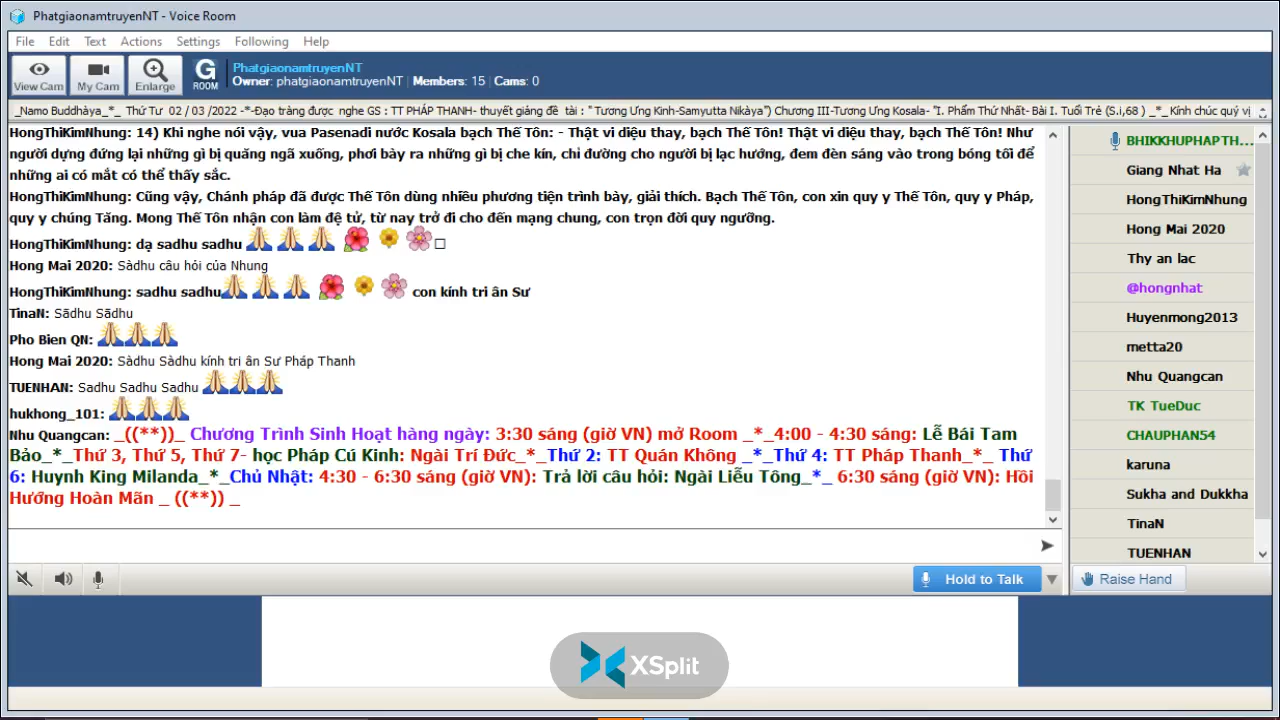 PhatgiaonamtruyenNT - Voice Room
File Edit Text Actions Settings Following Help
View Cam My Cam Enlarge G ROOM
PhatgiaonamtruyenNT
Owner: phatgiaonamtruyenNT | Members: 15 | Cams: 0
_Namo Buddhàya_*_ Thứ Tư 02 / 03 /2022 -*-Đạo tràng được nghe GS : TT PHÁP THANH- thuyết giảng đề tài : " Tương Ưng Kinh-Samyutta Nikàya") Chương III-Tương Ưng Kosala- "I. Phẩm Thứ Nhất- Bài I. Tuổi Trẻ (S.i,68 ) _*_Kính chúc quý vị
HongThiKimNhung: 14) Khi nghe nói vậy, vua Pasenadi nước Kosala bạch Thế Tôn: - Thật vi diệu thay, bạch Thế Tôn! Thật vi diệu thay, bạch Thế Tôn! Như
người dựng đứng lại những gì bị quăng ngã xuống, phơi bày ra những gì bị che kín, chỉ đường cho người bị lạc hướng, đem đèn sáng vào trong bóng tối để
những ai có mắt có thể thấy sắc.
HongThiKimNhung: Cũng vậy, Chánh pháp đã được Thế Tôn dùng nhiều phương tiện trình bày, giải thích. Bạch Thế Tôn, con xin quy y Thế Tôn, quy y Pháp,
quy y chúng Tăng. Mong Thế Tôn nhận con làm đệ tử, từ nay trở đi cho đến mạng chung, con trọn đời quy ngưỡng.
HongThiKimNhung: dạ sadhu sadhu 🙏🙏🙏🌺🌼🌸□
Hong Mai 2020: Sàdhu câu hỏi của Nhung
HongThiKimNhung: sadhu sadhu🙏🙏🙏🌺🌼🌸 con kính tri ân Sư
TinaN: Sādhu Sādhu
Pho Bien QN: 🙏🙏🙏
Hong Mai 2020: Sàdhu Sàdhu kính tri ân Sư Pháp Thanh
TUENHAN: Sadhu Sadhu Sadhu 🙏🙏🙏
hukhong_101: 🙏🙏🙏
Nhu Quangcan: _((**))_ Chương Trình Sinh Hoạt hàng ngày: 3:30 sáng (giờ VN) mở Room _*_4:00 - 4:30 sáng: Lễ Bái Tam
Bảo_*_Thứ 3, Thứ 5, Thứ 7- học Pháp Cú Kinh: Ngài Trí Đức_*_Thứ 2: TT Quán Không _*_Thứ 4: TT Pháp Thanh_*_ Thứ
6: Huynh King Milanda_*_Chủ Nhật: 4:30 - 6:30 sáng (giờ VN): Trả lời câu hỏi: Ngài Liễu Tông_*_ 6:30 sáng (giờ VN): Hồi
Hướng Hoàn Mãn _ ((**)) _
BHIKKHUPHAPTH...
Giang Nhat Ha
HongThiKimNhung
Hong Mai 2020
Thy an lac
@hongnhat
Huyenmong2013
metta20
Nhu Quangcan
TK TueDuc
CHAUPHAN54
karuna
Sukha and Dukkha
TinaN
TUENHAN
Hold to Talk
Raise Hand
XSplit